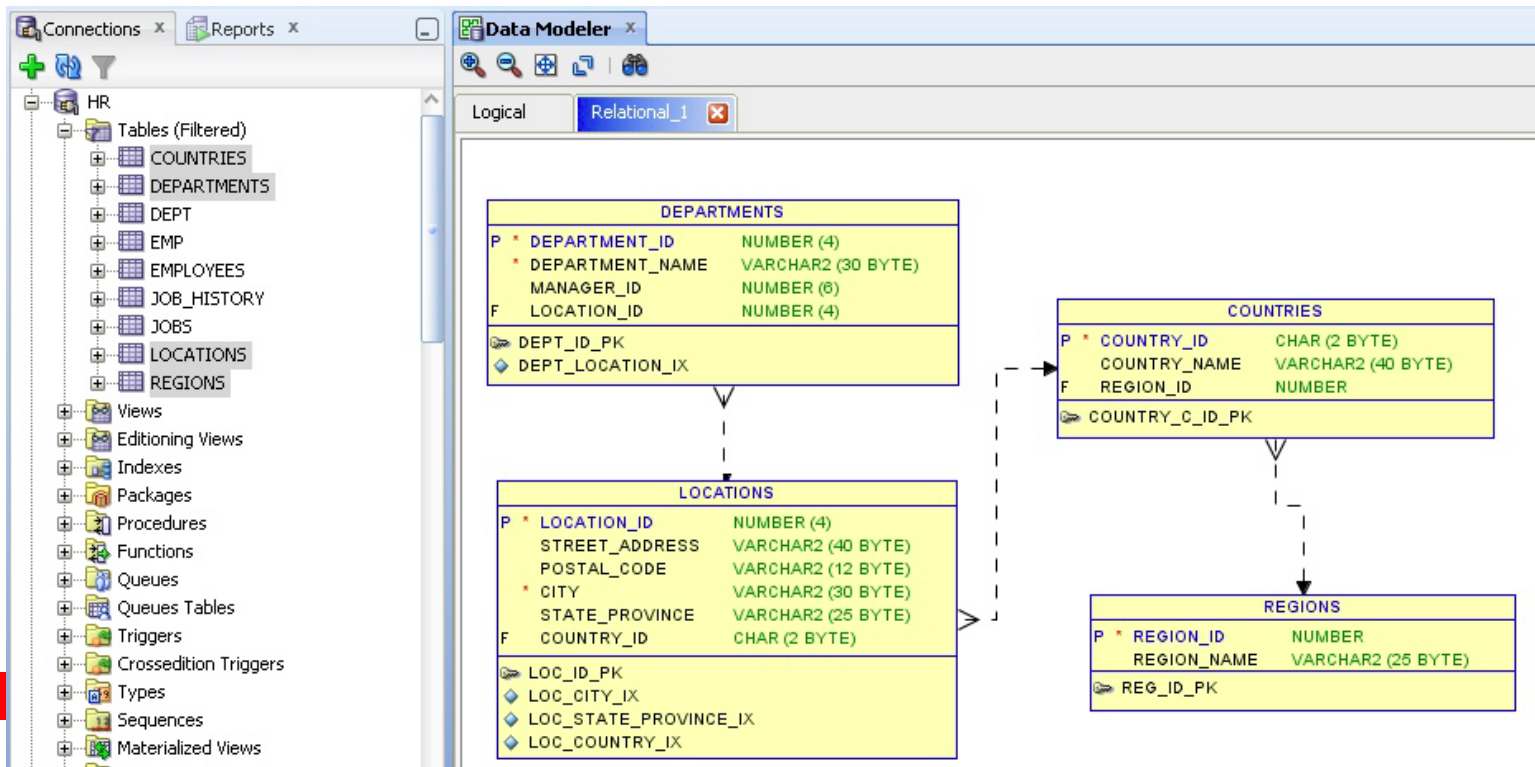 Connections x
Reports x
HR
Tables (Filtered)
COUNTRIES
DEPARTMENTS
DEPT
EMP
EMPLOYEES
JOB_HISTORY
JOBS
LOCATIONS
REGIONS
Views
Editioning Views
Indexes
Packages
Procedures
Functions
Queues
Queues Tables
Triggers
Crossedition Triggers
Types
Sequences
Materialized Views
Data Modeler x
Logical
Relational_1
DEPARTMENTS
P * DEPARTMENT_ID NUMBER (4)
* DEPARTMENT_NAME VARCHAR2 (30 BYTE)
MANAGER_ID NUMBER (6)
F LOCATION_ID NUMBER (4)
DEPT_ID_PK
DEPT_LOCATION_IX
LOCATIONS
P * LOCATION_ID NUMBER (4)
STREET_ADDRESS VARCHAR2 (40 BYTE)
POSTAL_CODE VARCHAR2 (12 BYTE)
* CITY VARCHAR2 (30 BYTE)
STATE_PROVINCE VARCHAR2 (25 BYTE)
F COUNTRY_ID CHAR (2 BYTE)
LOC_ID_PK
LOC_CITY_IX
LOC_STATE_PROVINCE_IX
LOC_COUNTRY_IX
COUNTRIES
P * COUNTRY_ID CHAR (2 BYTE)
COUNTRY_NAME VARCHAR2 (40 BYTE)
F REGION_ID NUMBER
COUNTRY_C_ID_PK
REGIONS
P * REGION_ID NUMBER
REGION_NAME VARCHAR2 (25 BYTE)
REG_ID_PK